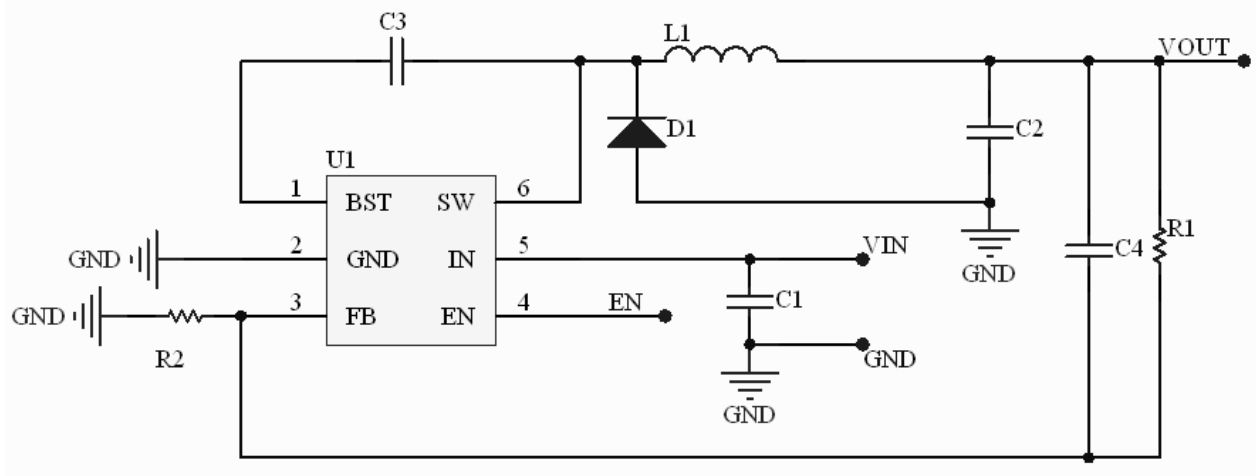 C3
L1
VOUT
D1
C2
U1
1 BST SW 6
R1
2 GND IN 5 VIN
GND
C4
GND
GND
3 FB EN 4 EN
C1
R2
GND
GND